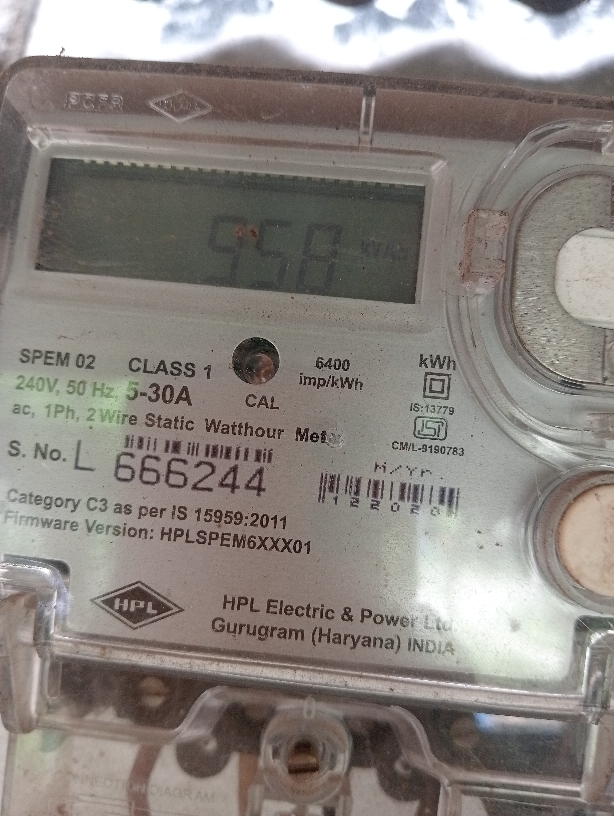 958
SPEM 02 CLASS 1
6400
imp/kWh
kWh
240V, 50 Hz, 5-30A
CAL
IS:13779
ac, 1Ph, 2 Wire Static Watthour
CM/L-9190783
S. No. L 666244
M/Yr.
122020
Category C3 as per IS 15959:2011
Firmware Version: HPLSPEM6XXX01
HPL
HPL Electric & Power Ltd.
Gurugram (Haryana) INDIA